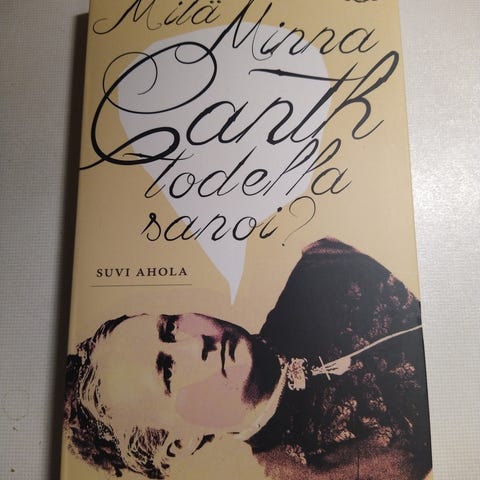 Mitä
Minna
Canth
todella
sanoi?
SUVI AHOLA